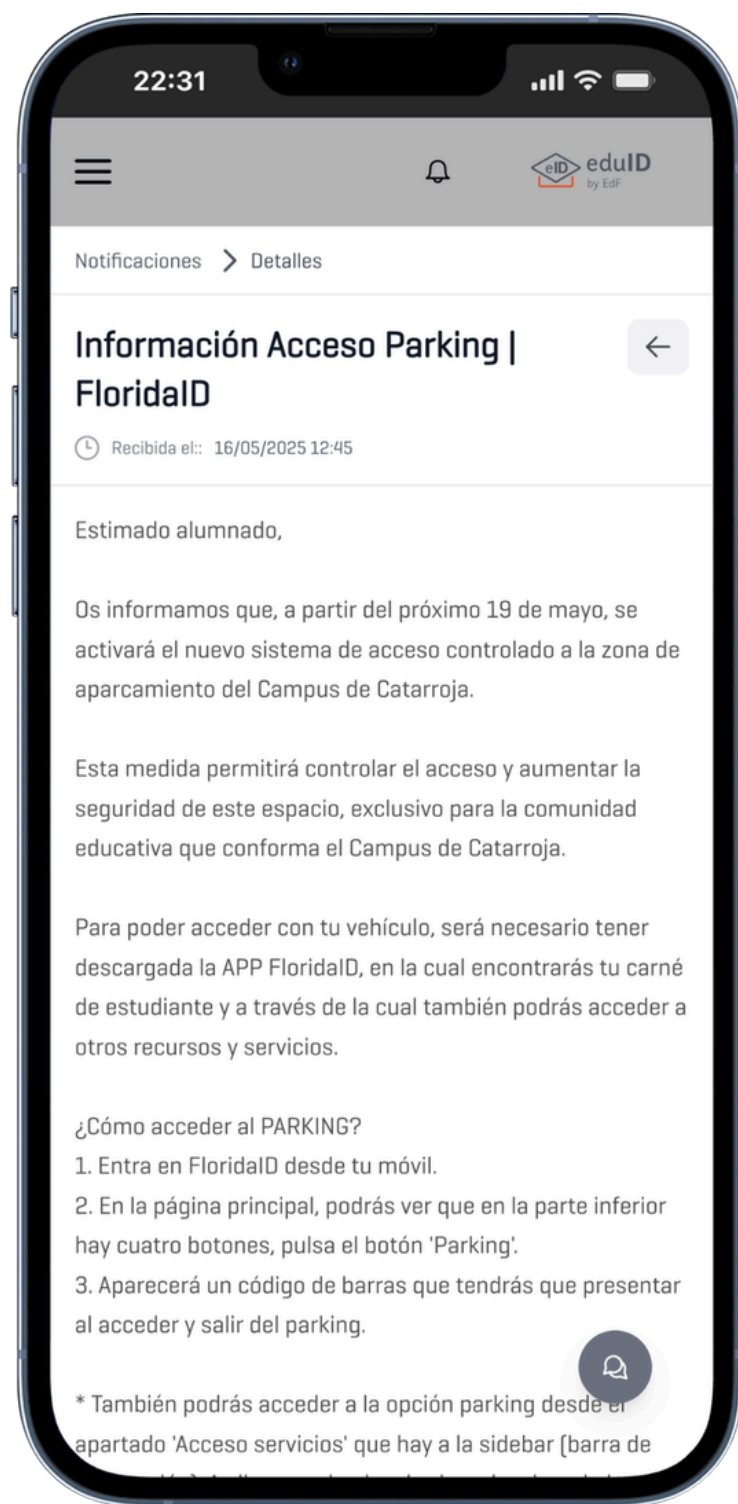 22:31
eID eduID
by EdF
Notificaciones > Detalles
Información Acceso Parking |
FloridaID
Recibida el:: 16/05/2025 12:45
Estimado alumnado,
Os informamos que, a partir del próximo 19 de mayo, se
activará el nuevo sistema de acceso controlado a la zona de
aparcamiento del Campus de Catarroja.
Esta medida permitirá controlar el acceso y aumentar la
seguridad de este espacio, exclusivo para la comunidad
educativa que conforma el Campus de Catarroja.
Para poder acceder con tu vehículo, será necesario tener
descargada la APP FloridaID, en la cual encontrarás tu carné
de estudiante y a través de la cual también podrás acceder a
otros recursos y servicios.
¿Cómo acceder al PARKING?
1. Entra en FloridaID desde tu móvil.
2. En la página principal, podrás ver que en la parte inferior
hay cuatro botones, pulsa el botón 'Parking'.
3. Aparecerá un código de barras que tendrás que presentar
al acceder y salir del parking.
* También podrás acceder a la opción parking desde el
apartado 'Acceso servicios' que hay a la sidebar (barra de